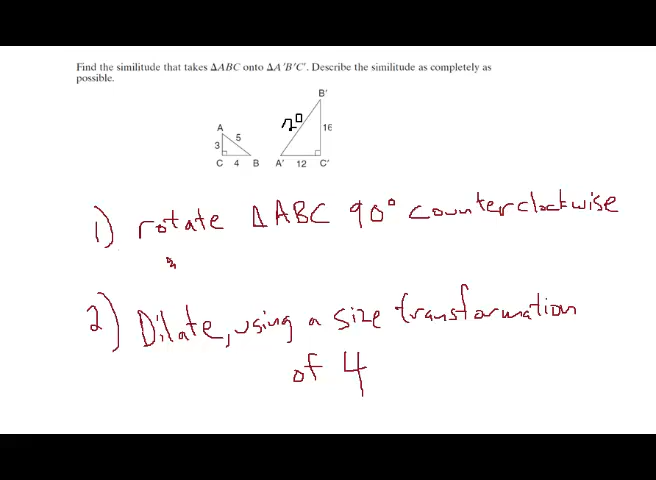 Find the similitude that takes ΔABC onto ΔA′B′C′. Describe the similitude as completely as
possible.
B′
A
5
3
C 4 B
20
16
A′ 12 C′
1) rotate ΔABC 90° counterclockwise
2) Dilate, using a size transformation
of 4